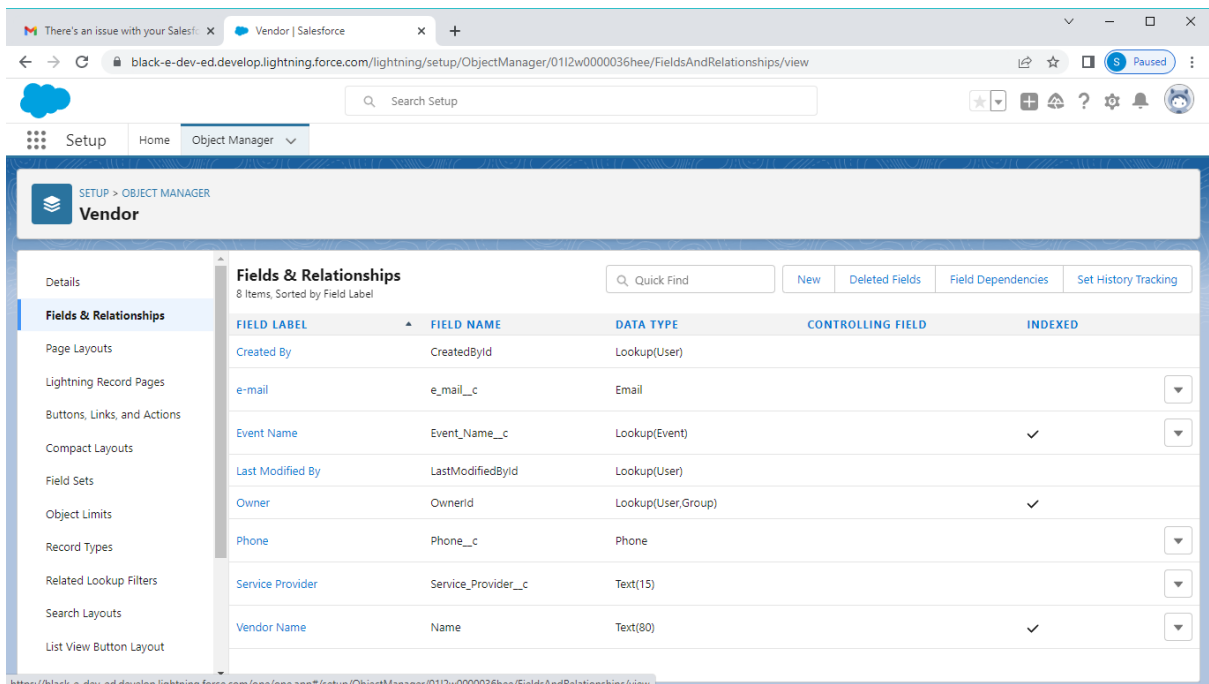 There's an issue with your Salesfo
Vendor | Salesforce
black-e-dev-ed.develop.lightning.force.com/lightning/setup/ObjectManager/01I2w0000036hee/FieldsAndRelationships/view
S Paused
Search Setup
Setup Home Object Manager
SETUP > OBJECT MANAGER
Vendor
Details
Fields & Relationships
Page Layouts
Lightning Record Pages
Buttons, Links, and Actions
Compact Layouts
Field Sets
Object Limits
Record Types
Related Lookup Filters
Search Layouts
List View Button Layout
Fields & Relationships
8 Items, Sorted by Field Label
Quick Find
New Deleted Fields Field Dependencies Set History Tracking
FIELD LABEL FIELD NAME DATA TYPE CONTROLLING FIELD INDEXED
Created By CreatedById Lookup(User)
e-mail e_mail__c Email
Event Name Event_Name__c Lookup(Event)
Last Modified By LastModifiedById Lookup(User)
Owner OwnerId Lookup(User,Group)
Phone Phone__c Phone
Service Provider Service_Provider__c Text(15)
Vendor Name Name Text(80)